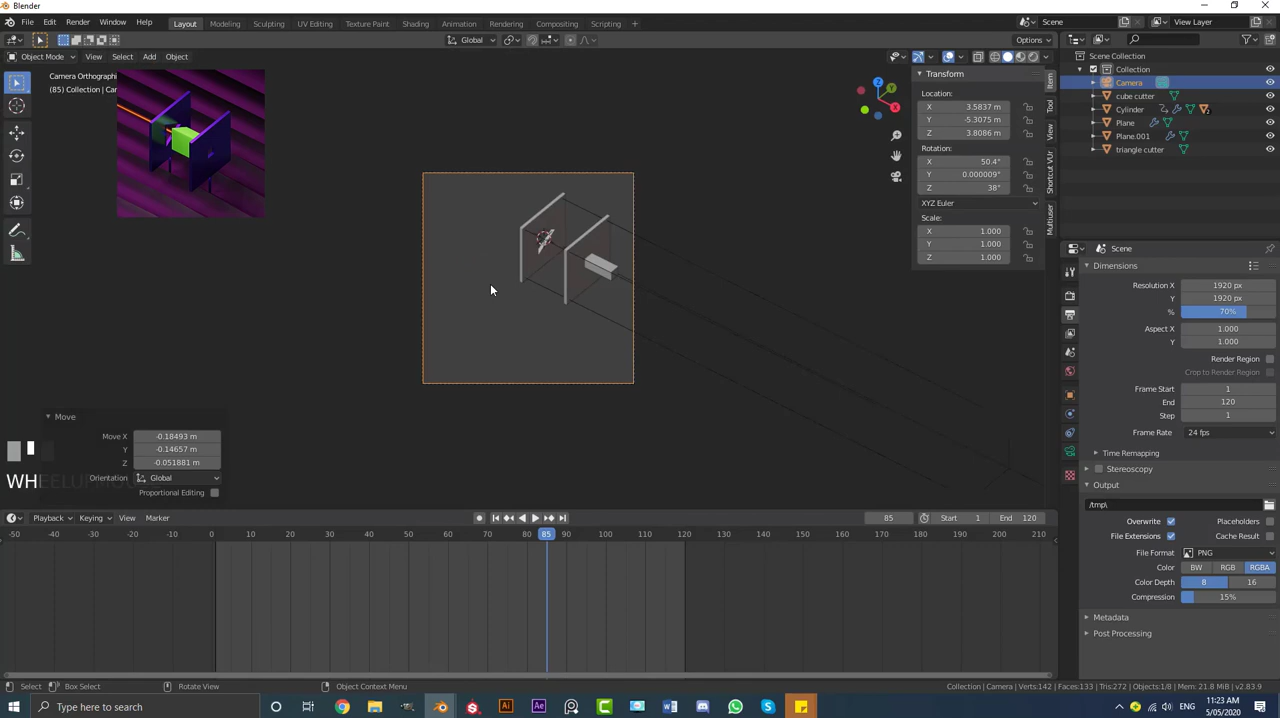 Blender
File Edit Render Window Help Layout Modeling Sculpting UV Editing Texture Paint Shading Animation Rendering Compositing Scripting + Scene View Layer
Global Options
Object Mode View Select Add Object
Camera Orthographi
(85) Collection | Car
Z
Y
X
Transform
Location:
X 3.5837 m
Y -5.3075 m
Z 3.8086 m
Rotation:
X 50.4°
Y 0.000009°
Z 38°
XYZ Euler
Scale:
X 1.000
Y 1.000
Z 1.000
Item
Tool
View
Shortcut VUr
Multiuser
Scene Collection
Collection
Camera
cube cutter
Cylinder 2
Plane
Plane.001
triangle cutter
Scene
Dimensions
Resolution X 1920 px
Y 1920 px
% 70%
Aspect X 1.000
Y 1.000
Render Region
Crop to Render Region
Frame Start 1
End 120
Step 1
Frame Rate 24 fps
Time Remapping
Stereoscopy
Output
/tmp\
Overwrite Placeholders
File Extensions Cache Result
File Format PNG
Color BW RGB RGBA
Color Depth 8 16
Compression 15%
Metadata
Post Processing
Move
Move X -0.18493 m
Y -0.14657 m
Z -0.051881 m
Orientation Global
Proportional Editing
Playback Keying View Marker 85 Start 1 End 120
-50 -40 -30 -20 -10 0 10 20 30 40 50 60 70 80 85 90 100 110 120 130 140 150 160 170 180 190 200 210
Select Box Select Rotate View Object Context Menu Collection | Camera | Verts:142 | Faces:133 | Tris:272 | Objects:1/8 | Mem: 21.8 MiB | v2.83.9
Type here to search ENG 11:23 AM
5/05/2020